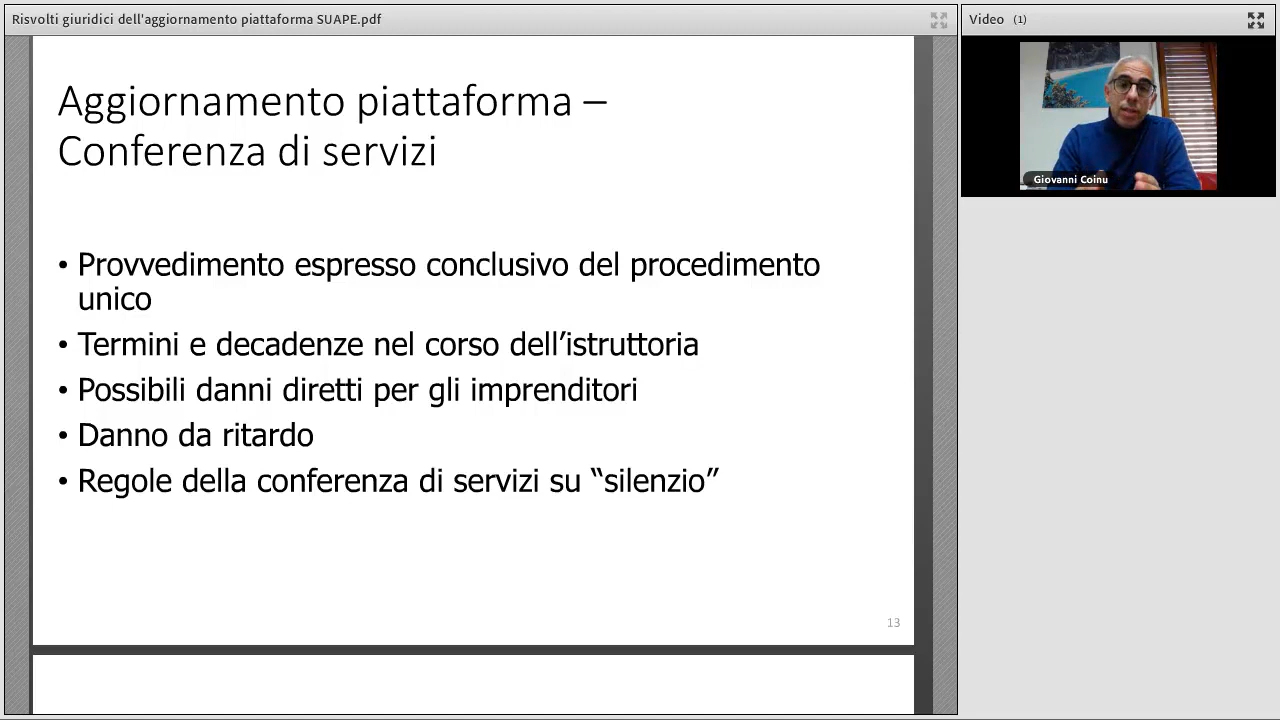 Risvolti giuridici dell'aggiornamento piattaforma SUAPE.pdf
Video (1)
Giovanni Coinu
Aggiornamento piattaforma –
Conferenza di servizi
• Provvedimento espresso conclusivo del procedimento
unico
• Termini e decadenze nel corso dell’istruttoria
• Possibili danni diretti per gli imprenditori
• Danno da ritardo
• Regole della conferenza di servizi su “silenzio”
13